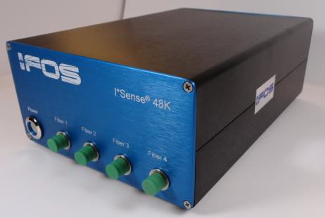 IFOS
I*Sense® 48K
Power
Fiber 1
Fiber 2
Fiber 3
Fiber 4
IFOS